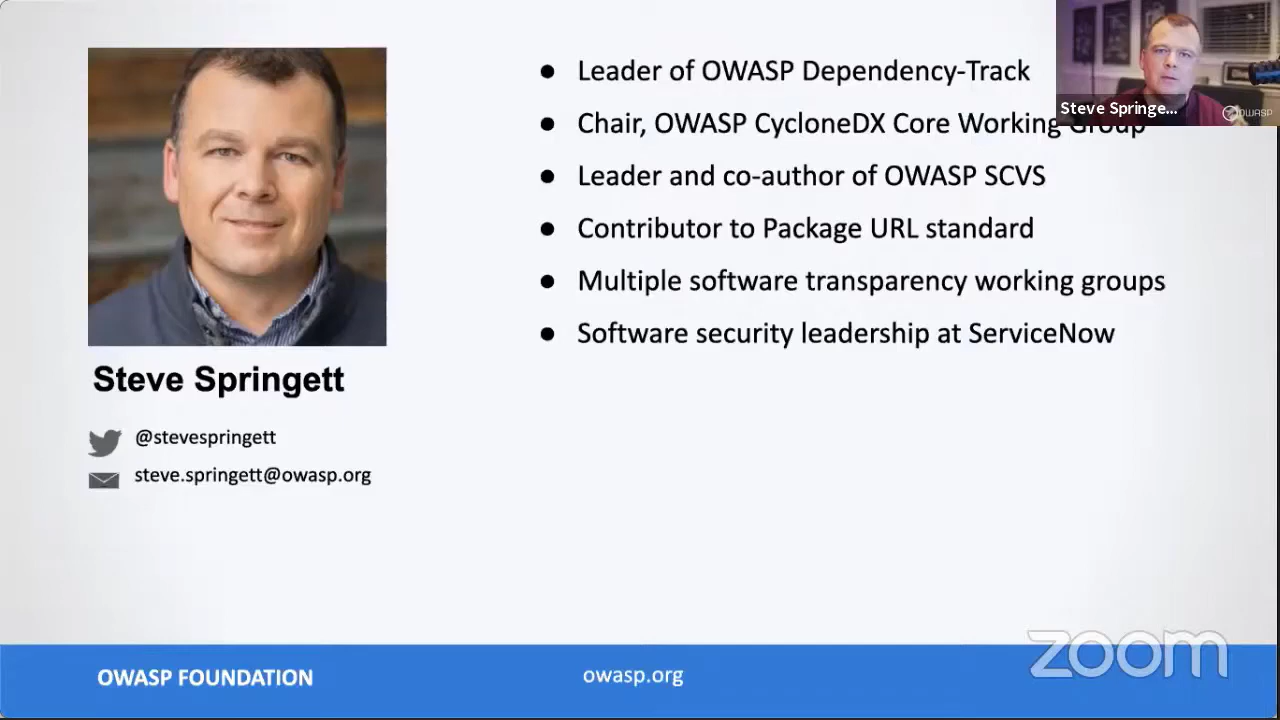 Steve Springe...
OWASP
● Leader of OWASP Dependency-Track
● Chair, OWASP CycloneDX Core Working Group
● Leader and co-author of OWASP SCVS
● Contributor to Package URL standard
● Multiple software transparency working groups
● Software security leadership at ServiceNow
Steve Springett
@stevespringett
steve.springett@owasp.org
zoom
OWASP FOUNDATION
owasp.org